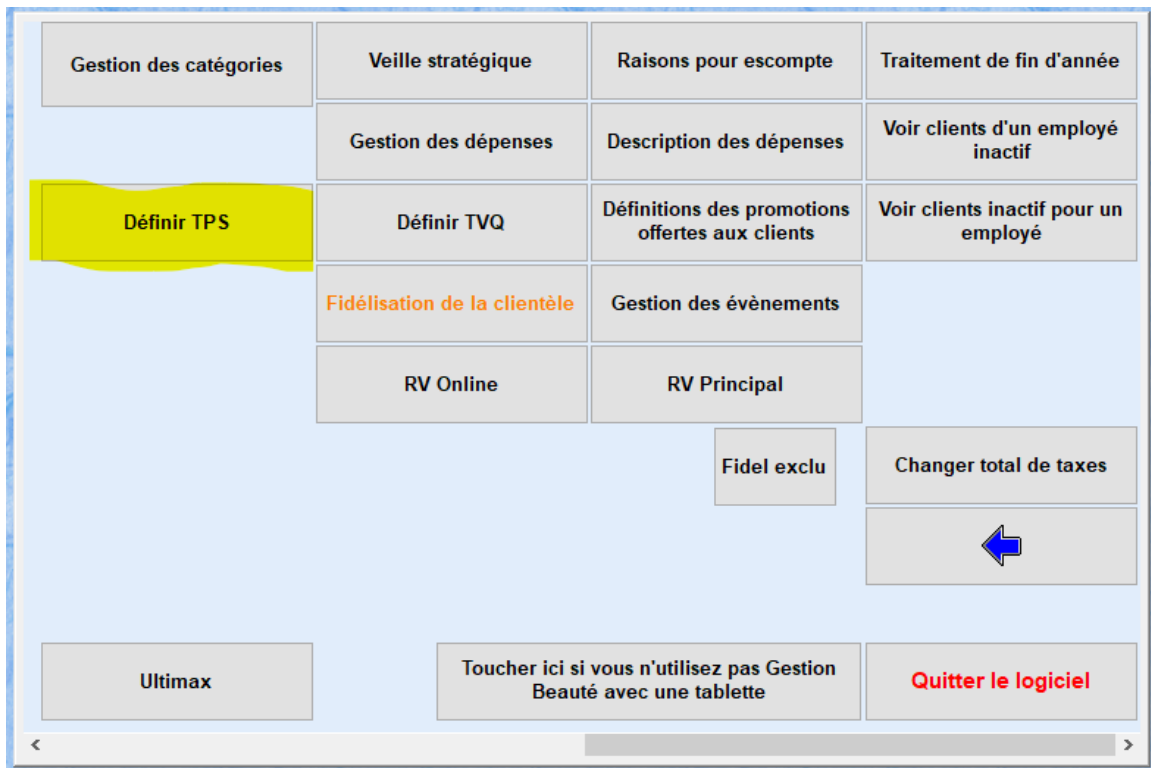 Gestion des catégories
Veille stratégique
Raisons pour escompte
Traitement de fin d'année
Gestion des dépenses
Description des dépenses
Voir clients d'un employé
inactif
Définir TPS
Définir TVQ
Définitions des promotions
offertes aux clients
Voir clients inactif pour un
employé
Fidélisation de la clientèle
Gestion des évènements
RV Online
RV Principal
Fidel exclu
Changer total de taxes
Ultimax
Toucher ici si vous n'utilisez pas Gestion
Beauté avec une tablette
Quitter le logiciel